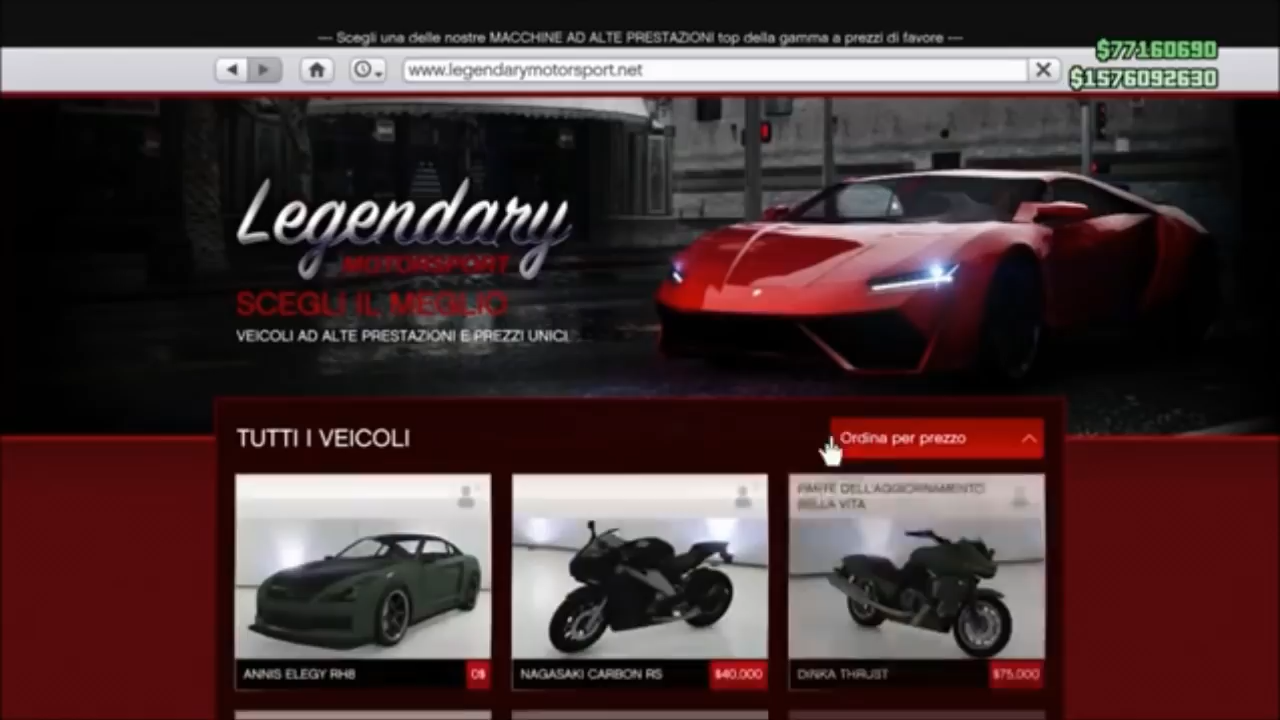 --- Scegli una delle nostre MACCHINE AD ALTE PRESTAZIONI top della gamma a prezzi di favore ---
www.legendarymotorsport.net
$77160690
$1576092630
Legendary
MOTORSPORT
SCEGLI IL MEGLIO
VEICOLI AD ALTE PRESTAZIONI E PREZZI UNICI.
TUTTI I VEICOLI
Ordina per prezzo
PARTE DELL'AGGIORNAMENTO
BELLA VITA
ANNIS ELEGY RH8
0$
NAGASAKI CARBON RS
$40,000
DINKA THRUST
$75,000